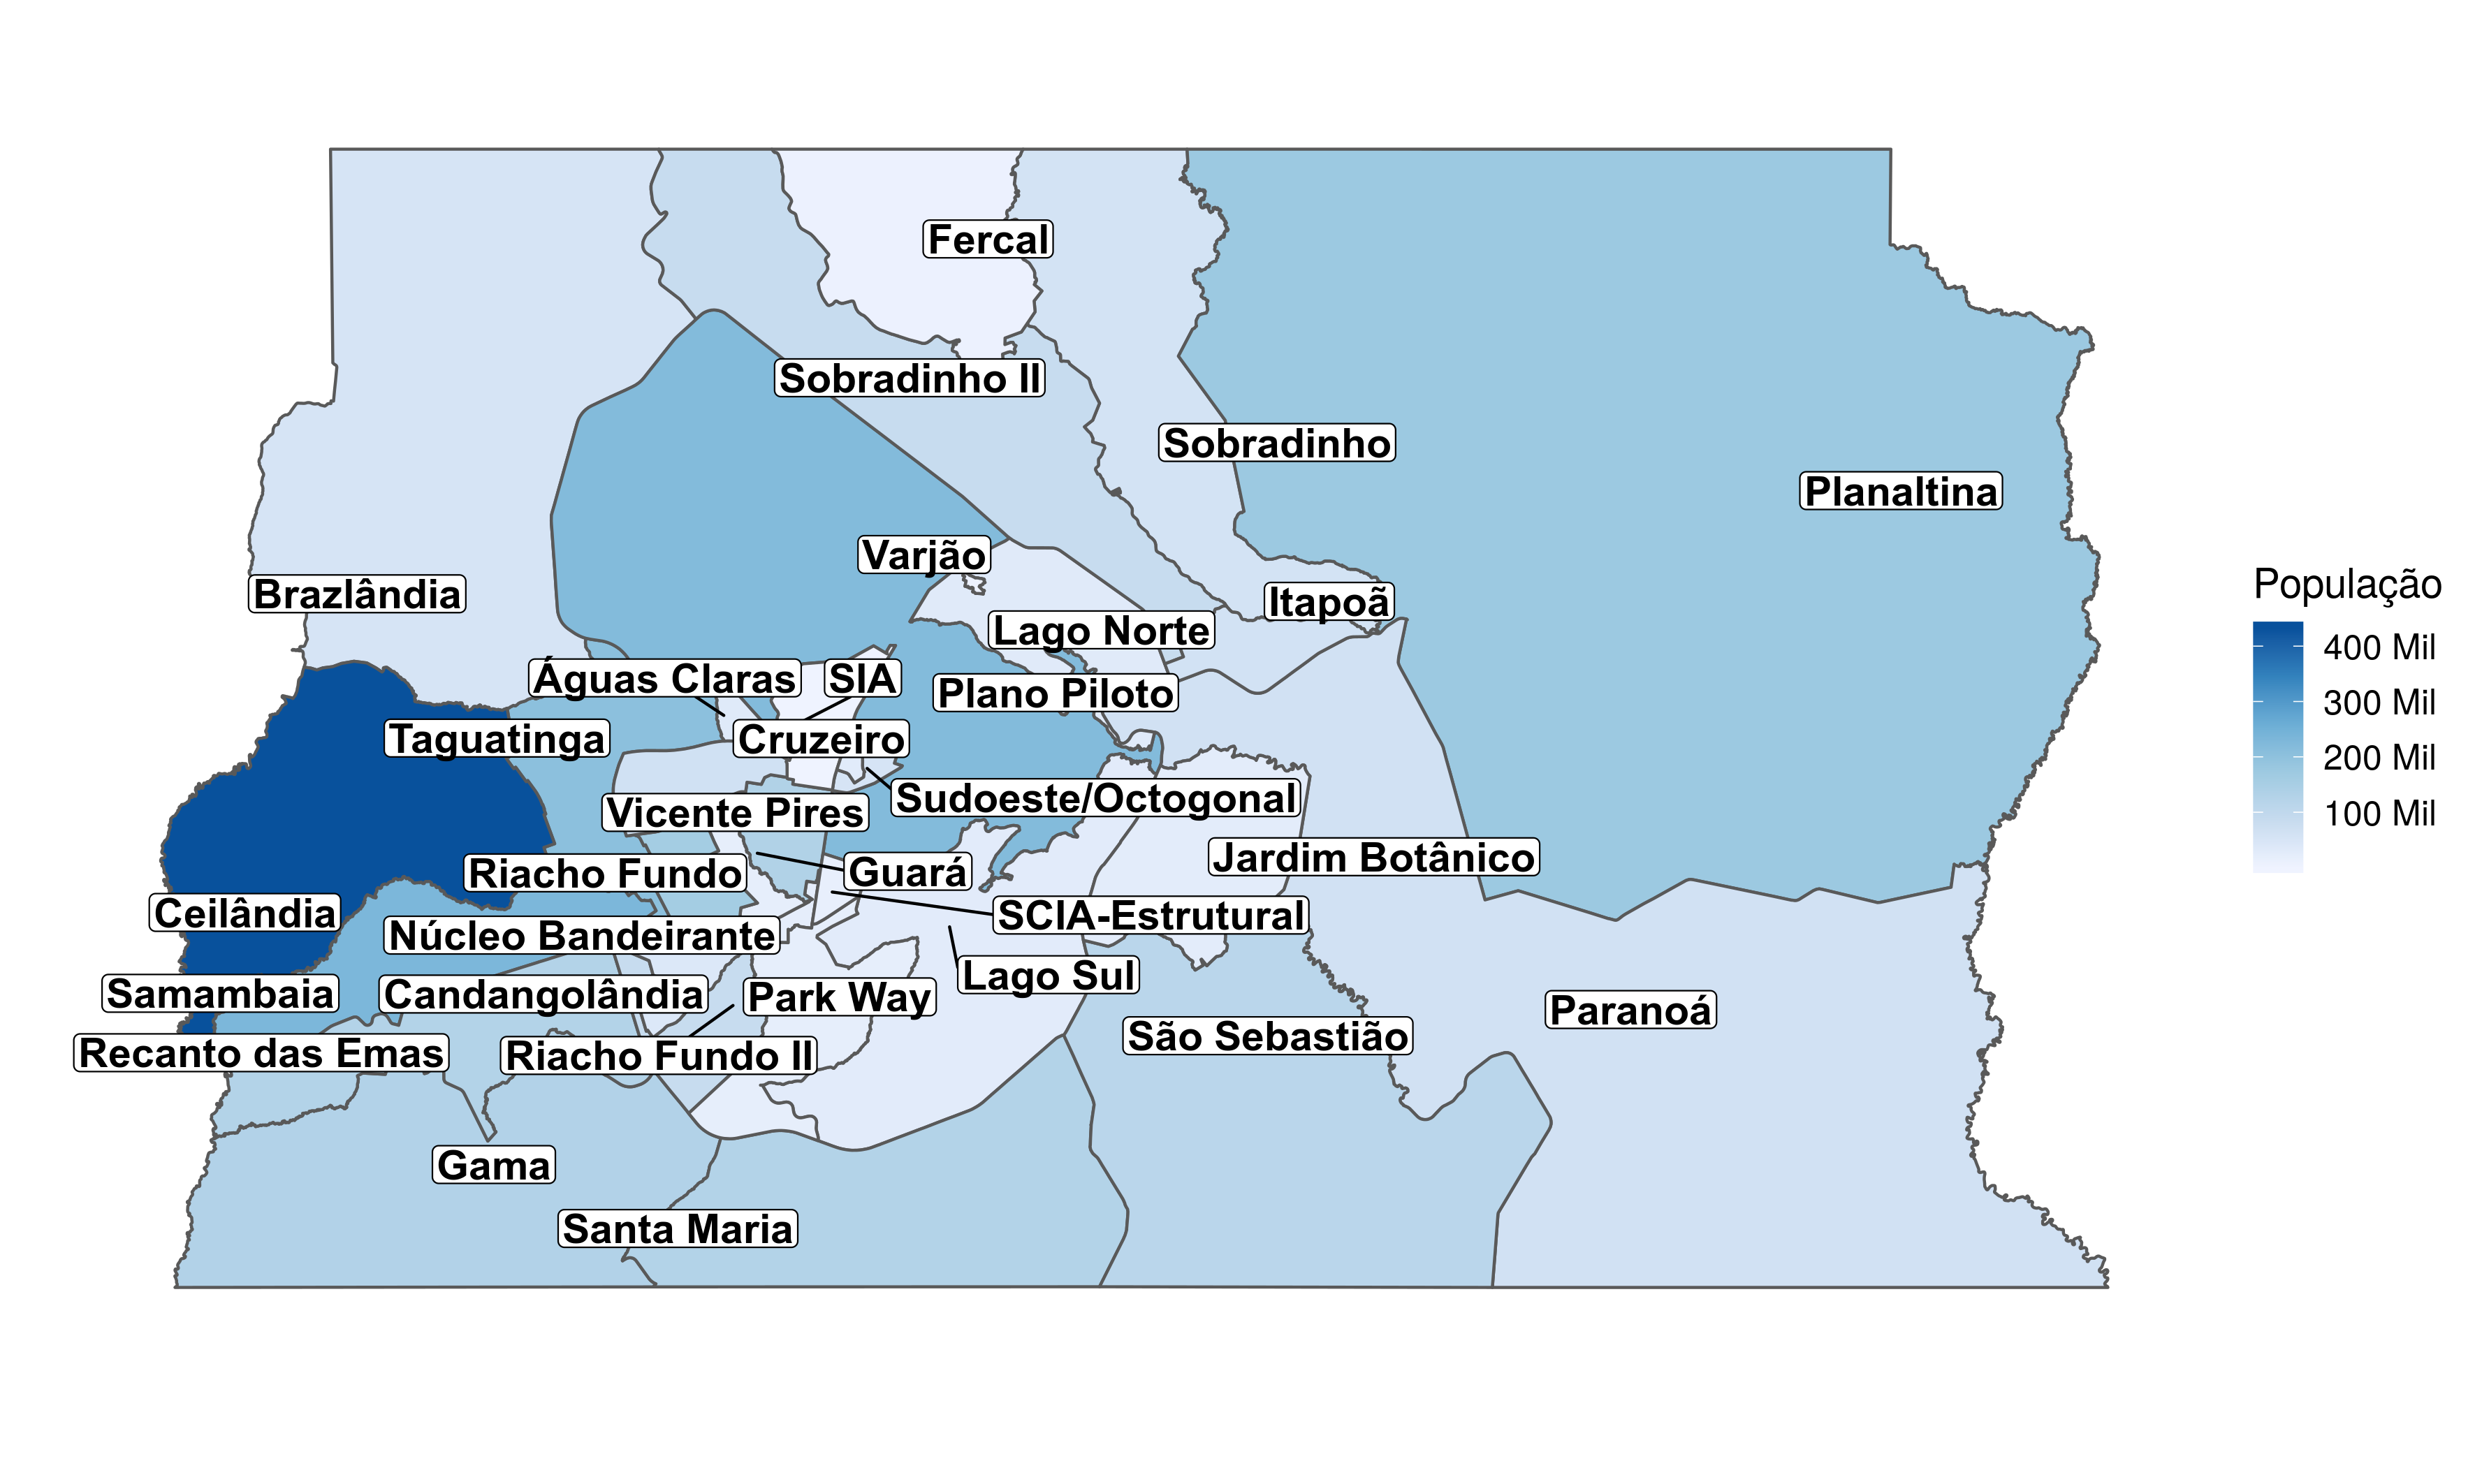 Fercal
Sobradinho II
Sobradinho
Planaltina
Varjão
Brazlândia
Itapoã
Lago Norte
Águas Claras
SIA
Plano Piloto
Taguatinga
Cruzeiro
Sudoeste/Octogonal
Vicente Pires
Jardim Botânico
Riacho Fundo
Guará
Ceilândia
SCIA-Estrutural
Núcleo Bandeirante
Lago Sul
Samambaia
Candangolândia
Park Way
Paranoá
São Sebastião
Recanto das Emas
Riacho Fundo II
Gama
Santa Maria
População
400 Mil
300 Mil
200 Mil
100 Mil